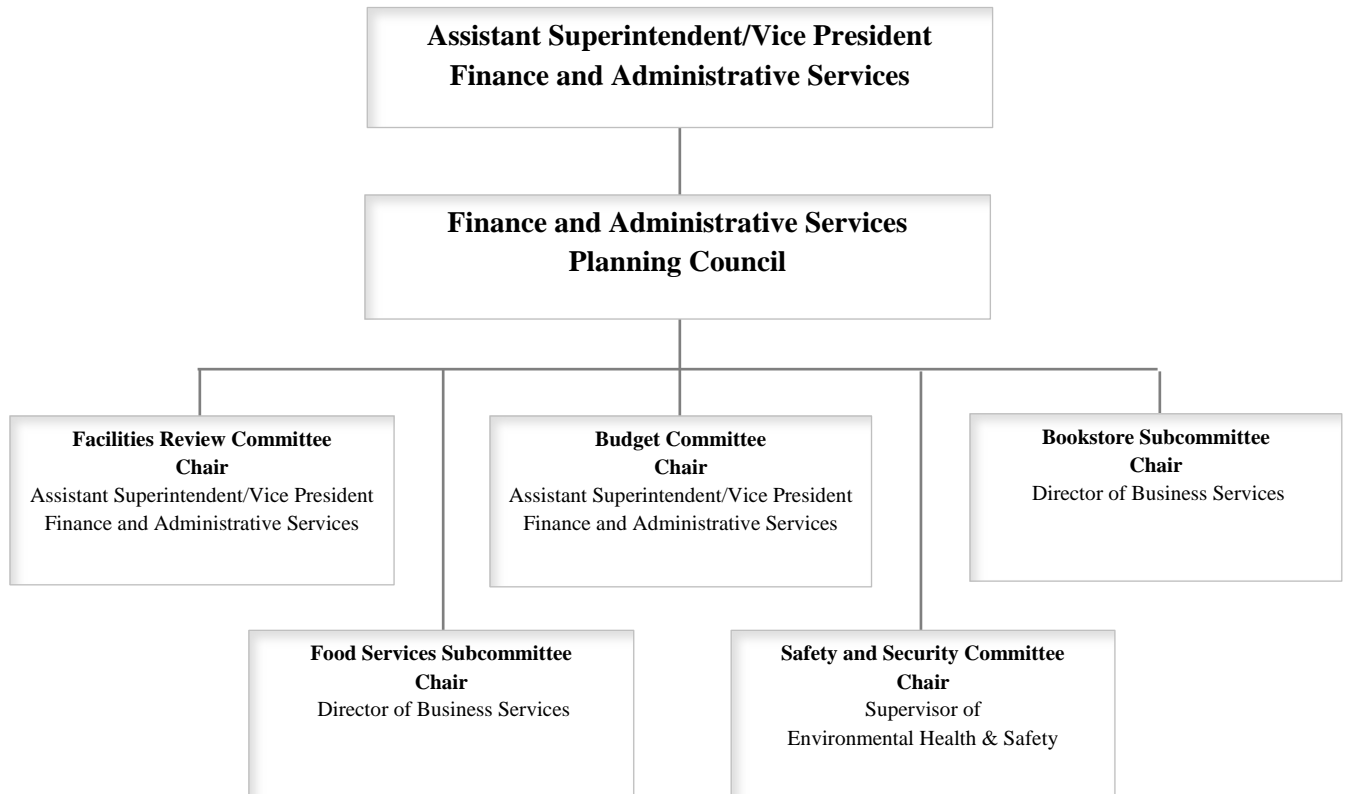 Assistant Superintendent/Vice President
Finance and Administrative Services
Finance and Administrative Services
Planning Council
Facilities Review Committee
Chair
Assistant Superintendent/Vice President
Finance and Administrative Services
Budget Committee
Chair
Assistant Superintendent/Vice President
Finance and Administrative Services
Bookstore Subcommittee
Chair
Director of Business Services
Food Services Subcommittee
Chair
Director of Business Services
Safety and Security Committee
Chair
Supervisor of
Environmental Health & Safety